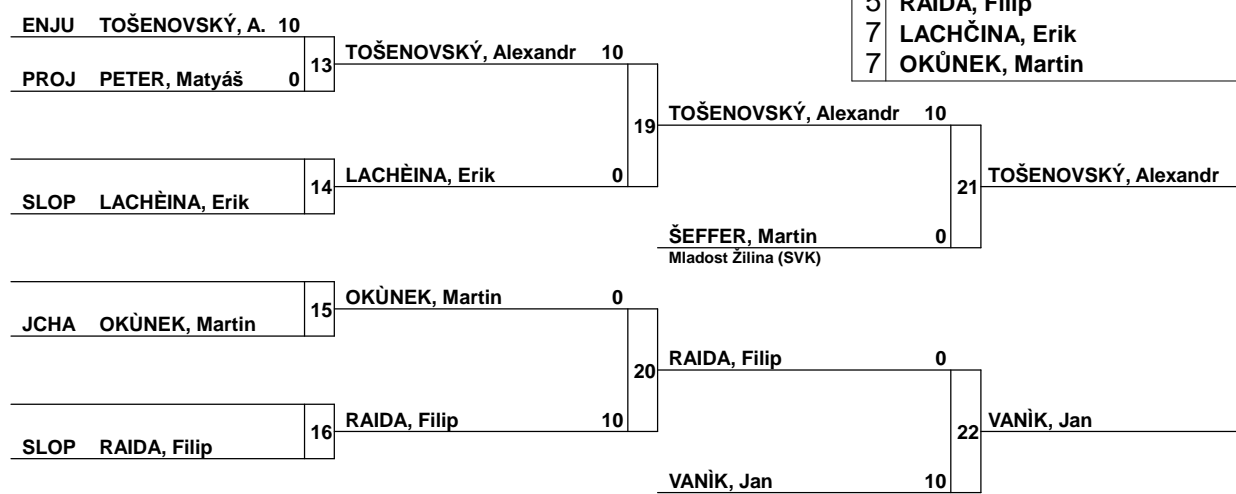 5 RAIDA, Filip
7 LACHČINA, Erik
7 OKŮNEK, Martin
ENJU TOŠENOVSKÝ, A. 10
PROJ PETER, Matyáš 0
13
TOŠENOVSKÝ, Alexandr 10
SLOP LACHÈINA, Erik
14
LACHÈINA, Erik 0
19
TOŠENOVSKÝ, Alexandr 10
ŠEFFER, Martin 0
Mladost Žilina (SVK)
21
TOŠENOVSKÝ, Alexandr
JCHA OKÙNEK, Martin
15
OKÙNEK, Martin 0
SLOP RAIDA, Filip
16
RAIDA, Filip 10
20
RAIDA, Filip 0
VANÌK, Jan 10
22
VANÌK, Jan